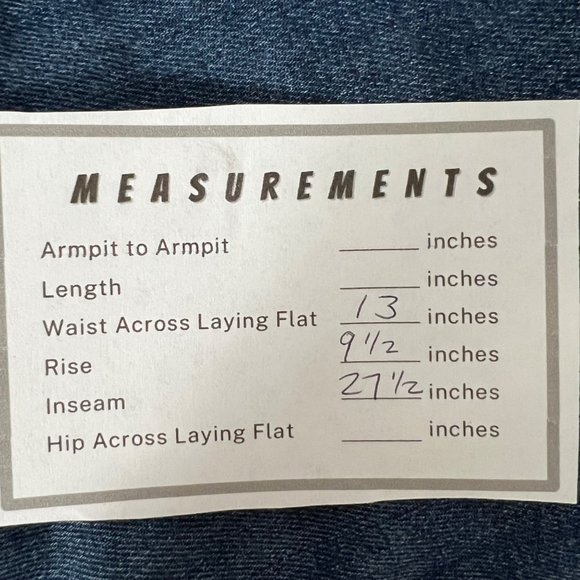 MEASUREMENTS
Armpit to Armpit ______ inches
Length ______ inches
Waist Across Laying Flat 13 inches
Rise 9 1/2 inches
Inseam 27 1/2 inches
Hip Across Laying Flat ______ inches